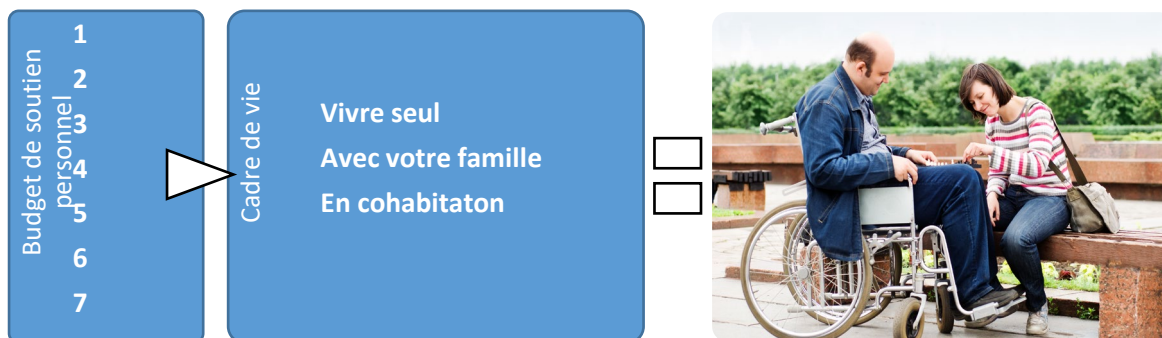 Budget de soutien
personnel
1
2
3
4
5
6
7
Cadre de vie
Vivre seul
Avec votre famille
En cohabitaton